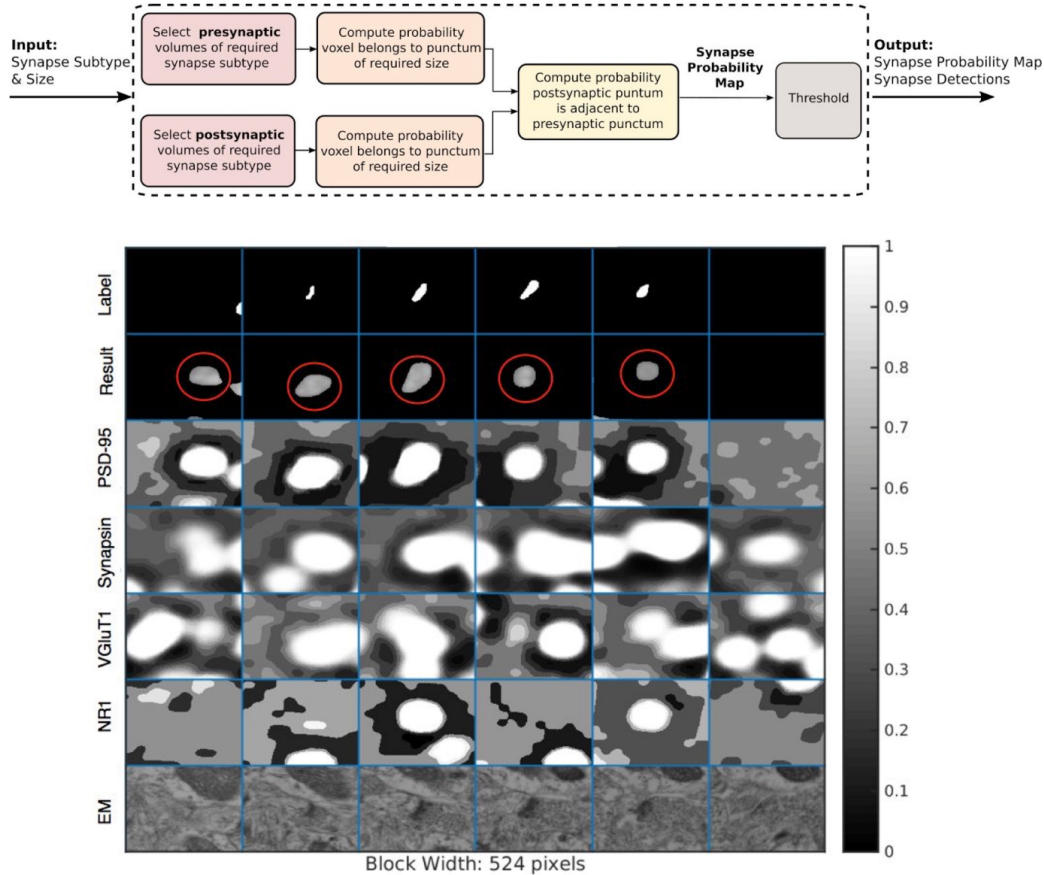 Input:
Synapse Subtype
& Size
Select presynaptic
volumes of required
synapse subtype
Compute probability
voxel belongs to punctum
of required size
Select postsynaptic
volumes of required
synapse subtype
Compute probability
voxel belongs to punctum
of required size
Compute probability
postsynaptic puntum
is adjacent to
presynaptic punctum
Synapse
Probability
Map
Threshold
Output:
Synapse Probability Map
Synapse Detections
Label
Result
PSD-95
Synapsin
VGluT1
NR1
EM
Block Width: 524 pixels
1
0.9
0.8
0.7
0.6
0.5
0.4
0.3
0.2
0.1
0